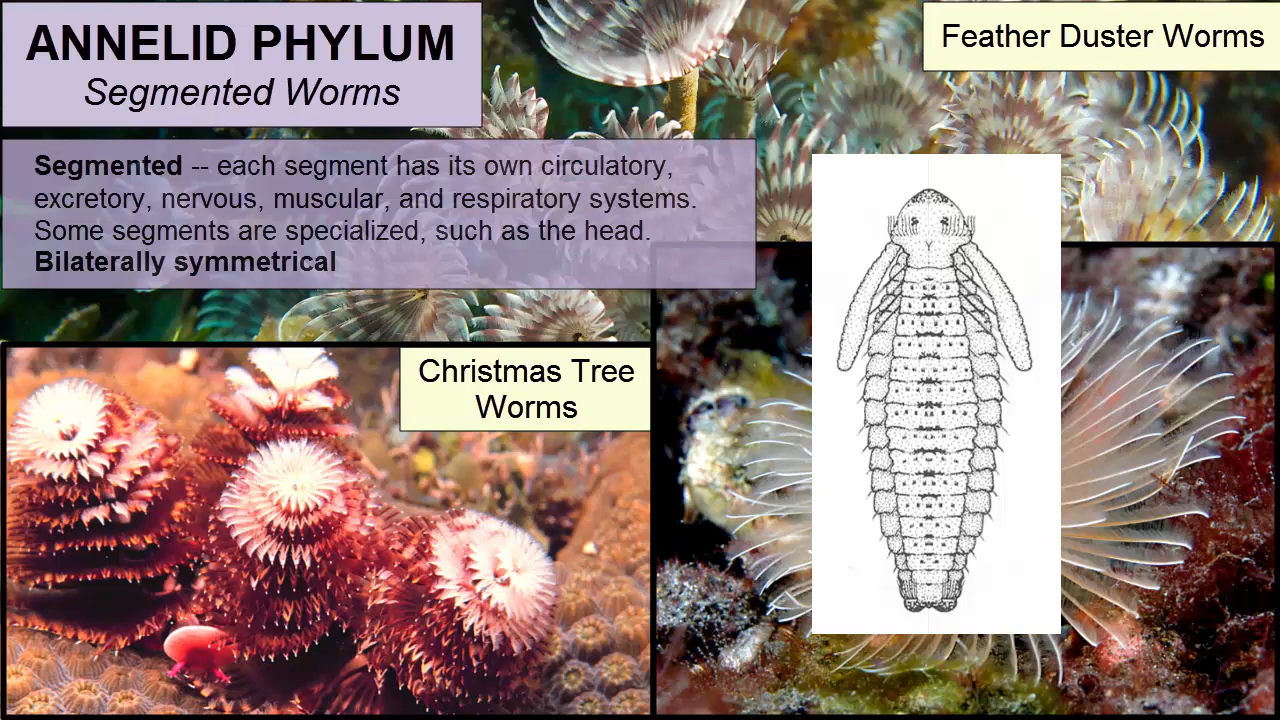 ANNELID PHYLUM
Segmented Worms
Feather Duster Worms
Segmented -- each segment has its own circulatory,
excretory, nervous, muscular, and respiratory systems.
Some segments are specialized, such as the head.
Bilaterally symmetrical
Christmas Tree
Worms